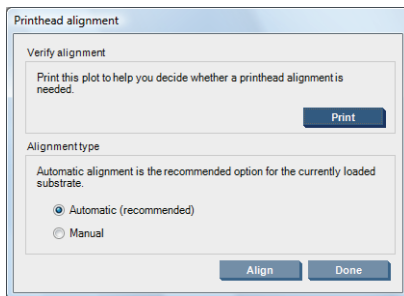 Printhead alignment
Verify alignment
Print this plot to help you decide whether a printhead alignment is
needed.
Print
Alignment type
Automatic alignment is the recommended option for the currently loaded
substrate.
Automatic (recommended)
Manual
Align Done